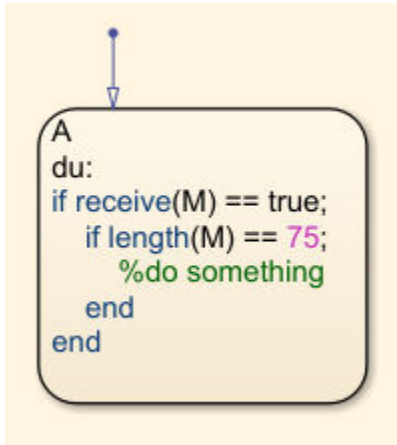 A
du:
if receive(M) == true;
if length(M) == 75;
%do something
end
end